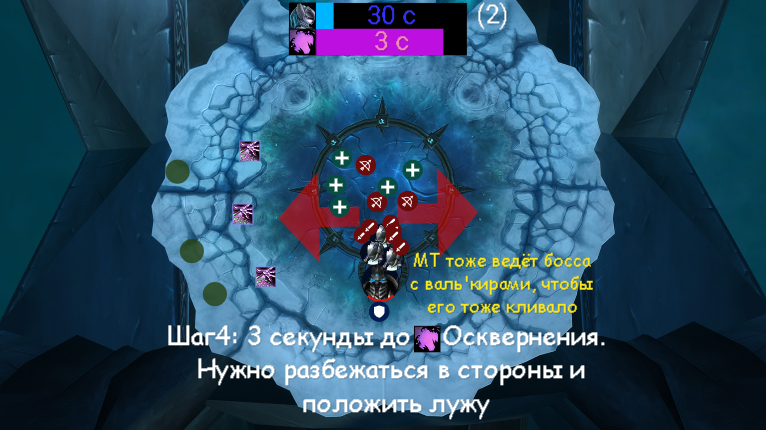 30 с (2)
3 с
МТ тоже ведёт босса
с валь'кирами, чтобы
его тоже кливало
Шаг4: 3 секунды до Осквернения.
Нужно разбежаться в стороны и
положить лужу